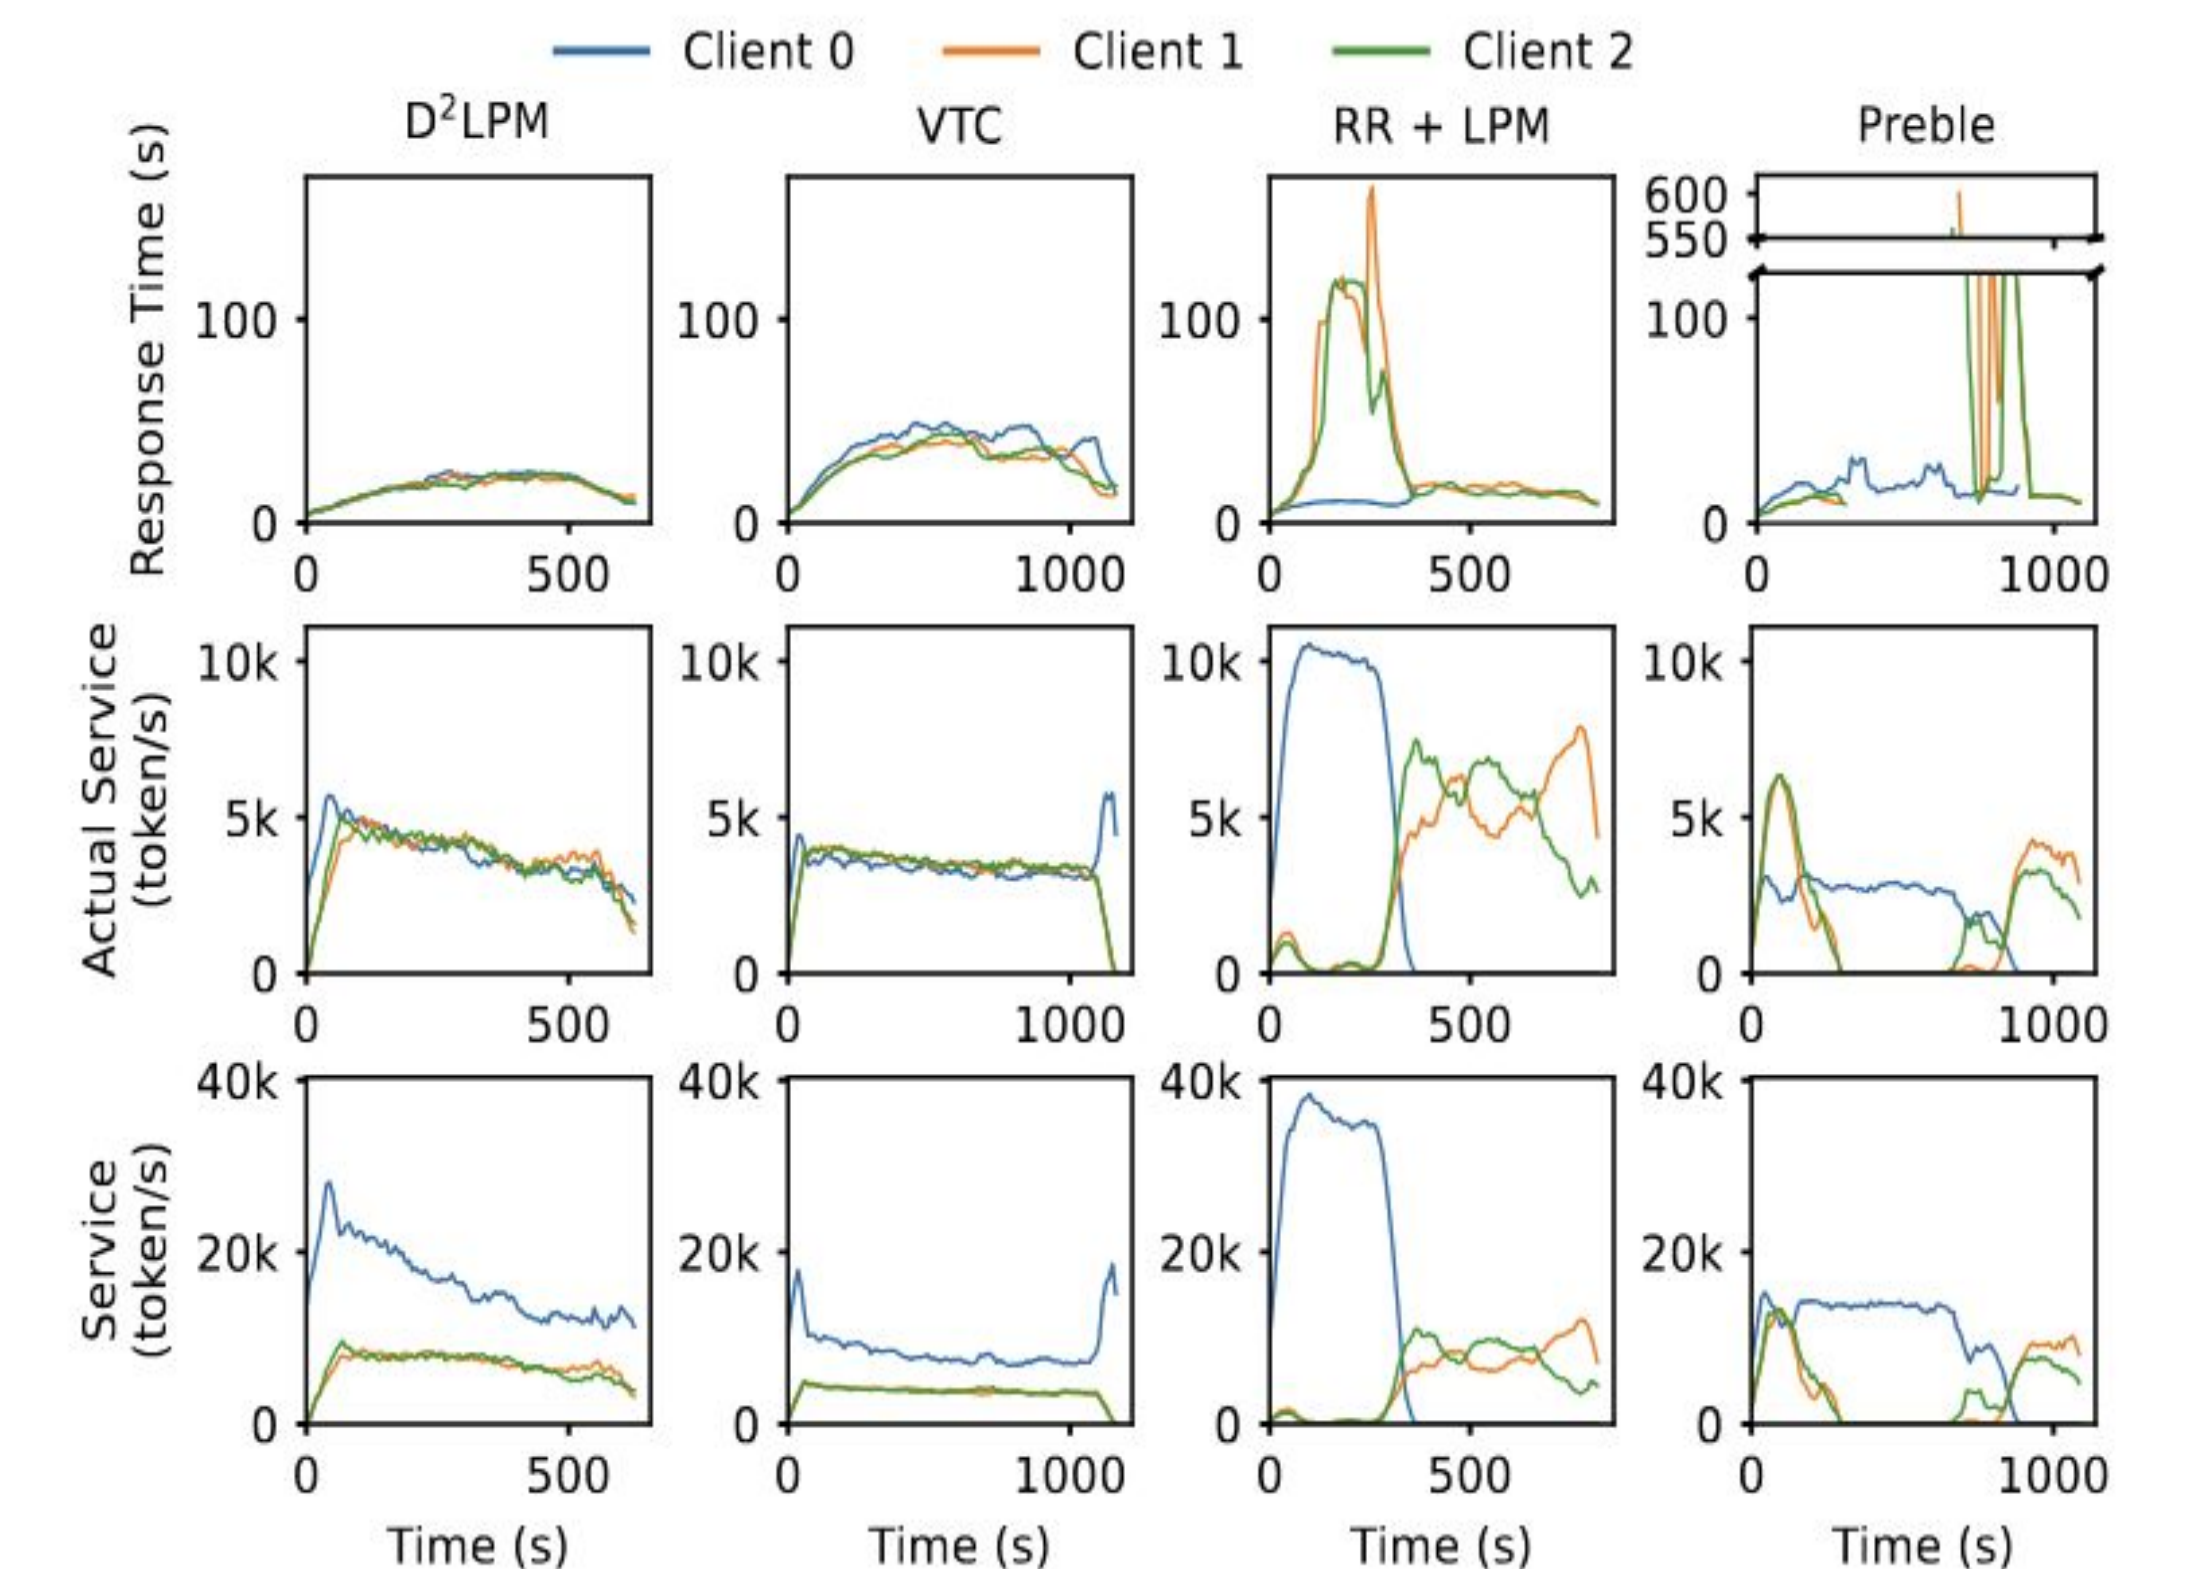 Client 0 Client 1 Client 2
D²LPM VTC RR + LPM Preble
Response Time (s)
100
0
0 500
100
0
0 1000
100
0
0 500
600
550
100
0
0 1000
Actual Service
(token/s)
10k
5k
0
0 500
10k
5k
0
0 1000
10k
5k
0
0 500
10k
5k
0
0 1000
Service
(token/s)
40k
20k
0
0 500
40k
20k
0
0 1000
40k
20k
0
0 500
40k
20k
0
0 1000
Time (s) Time (s) Time (s) Time (s)